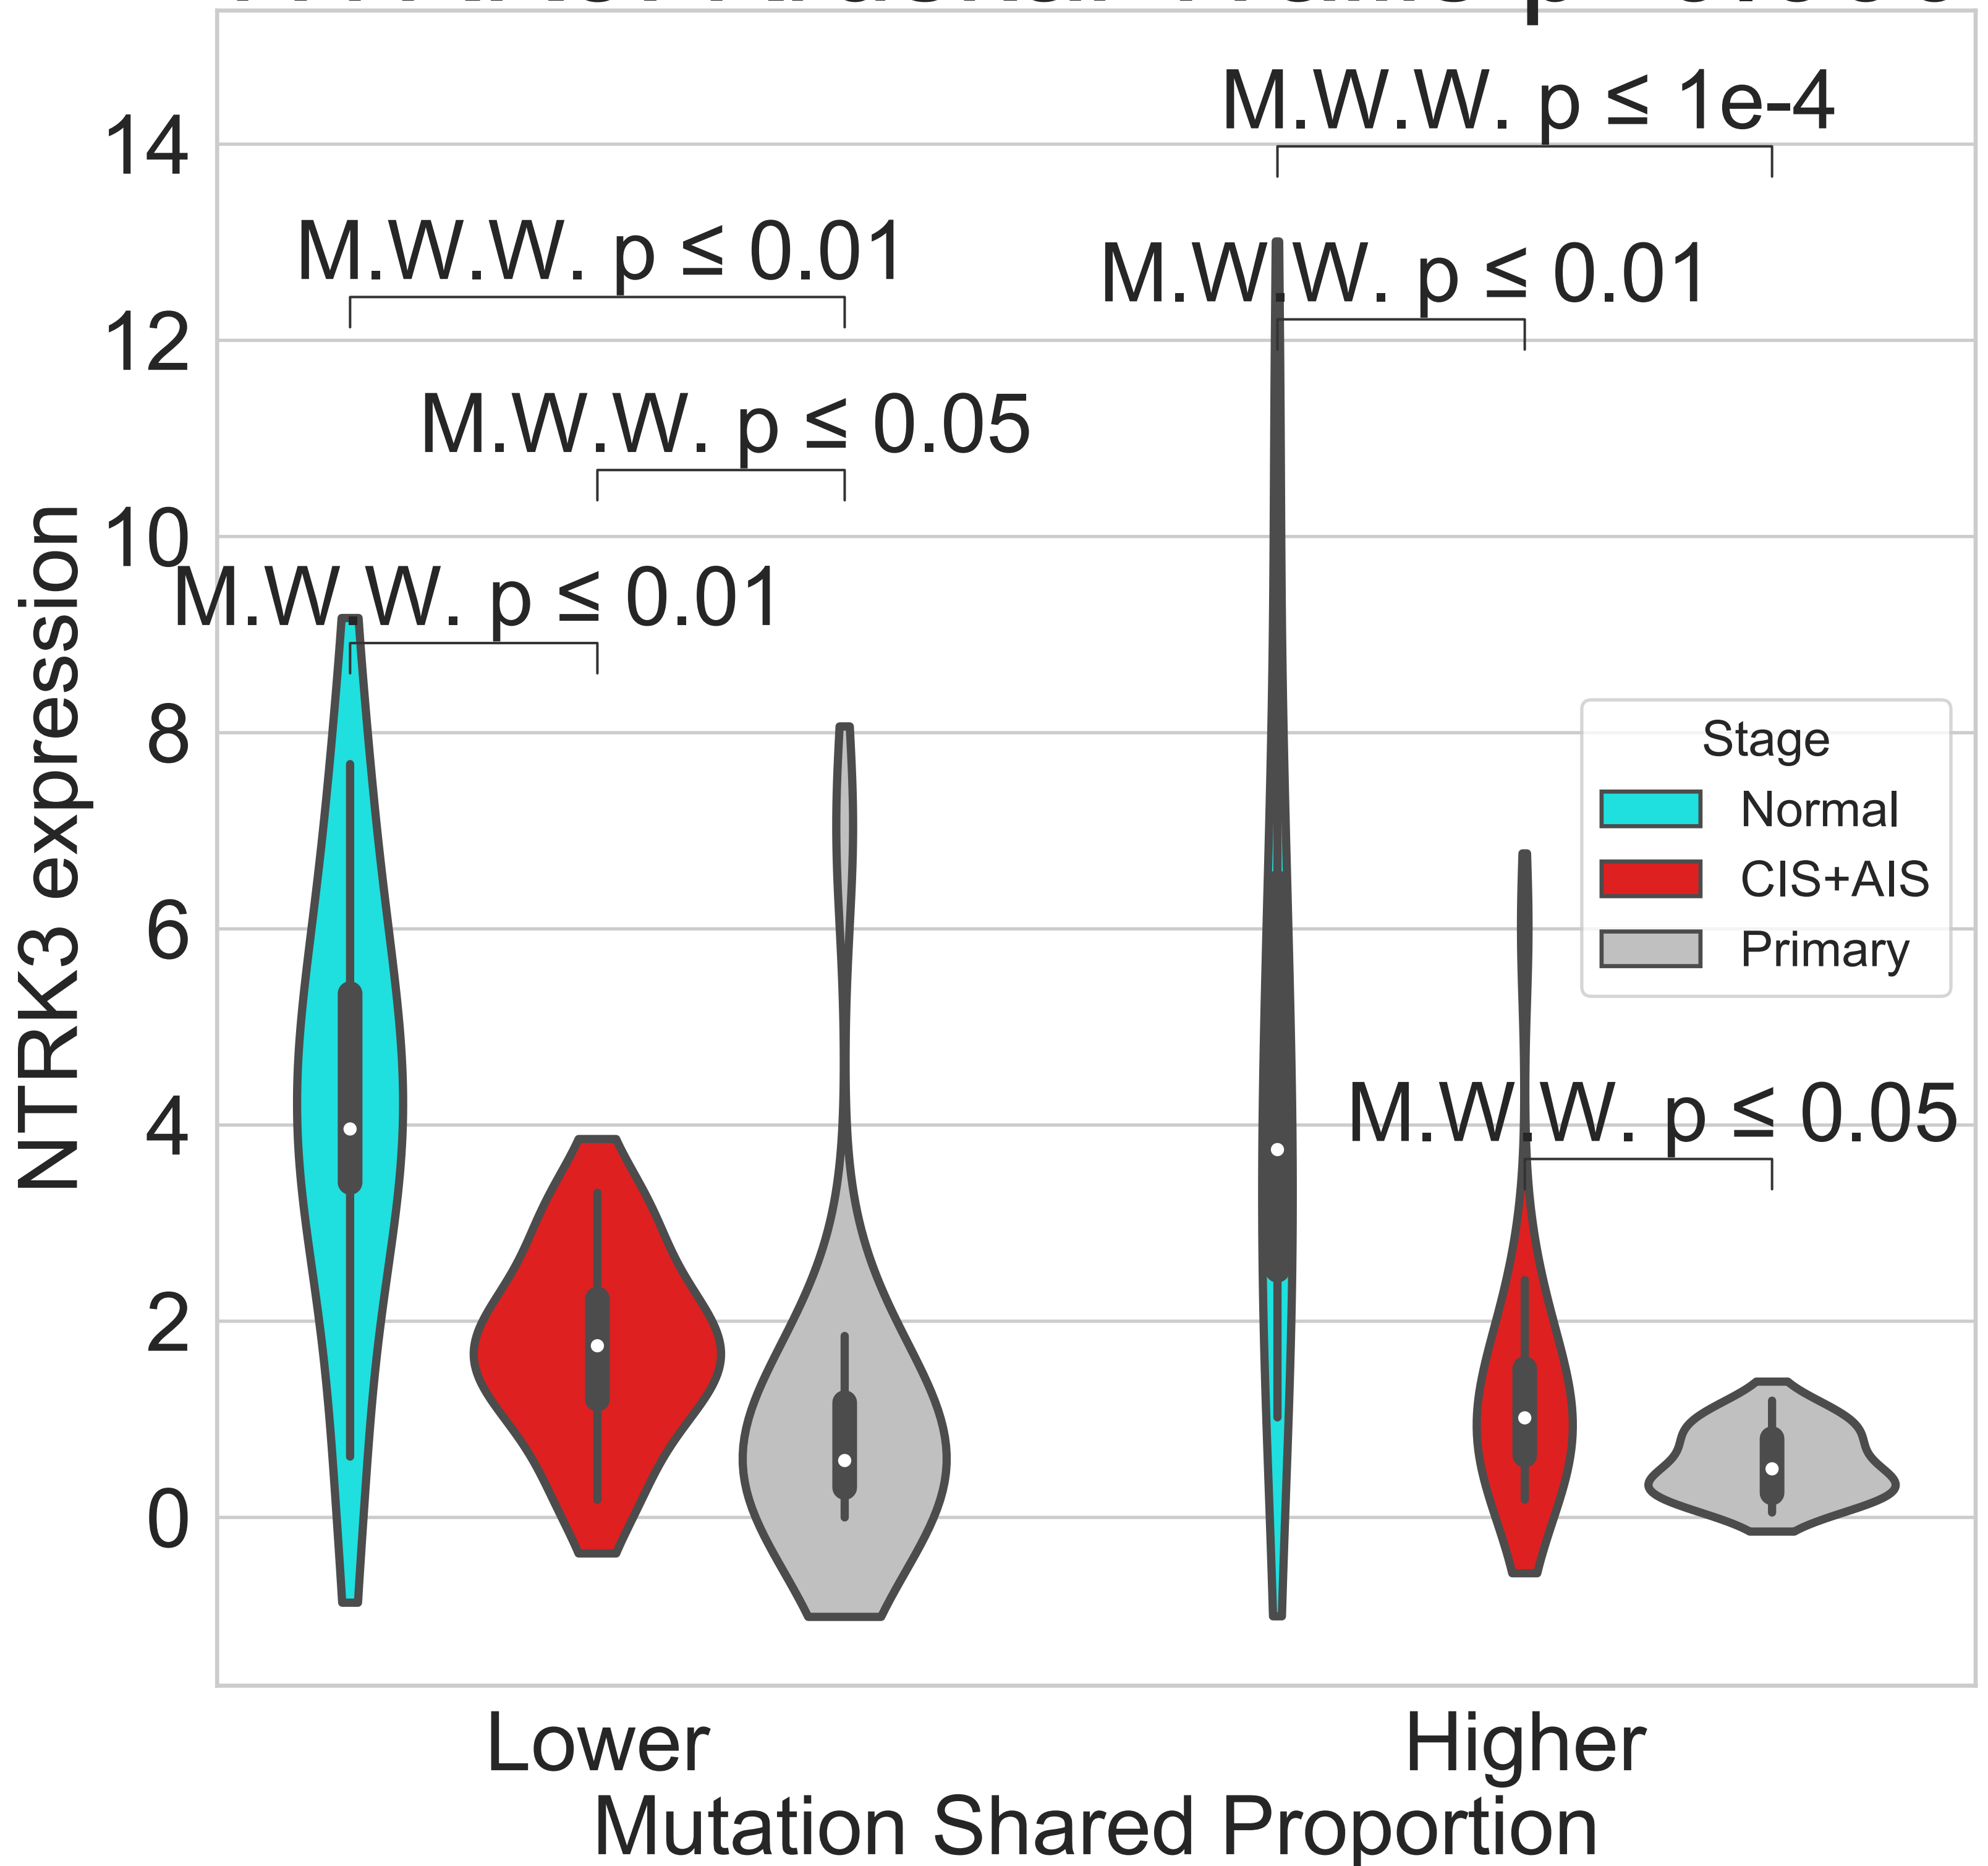 M.W.W. p ≤ 1e-4
14
M.W.W. p ≤ 0.01
M.W.W. p ≤ 0.01
12
M.W.W. p ≤ 0.05
10
M.W.W. p ≤ 0.01
8
Stage
Normal
CIS+AIS
Primary
6
NTRK3 expression
4
M.W.W. p ≤ 0.05
2
0
Lower
Higher
Mutation Shared Proportion